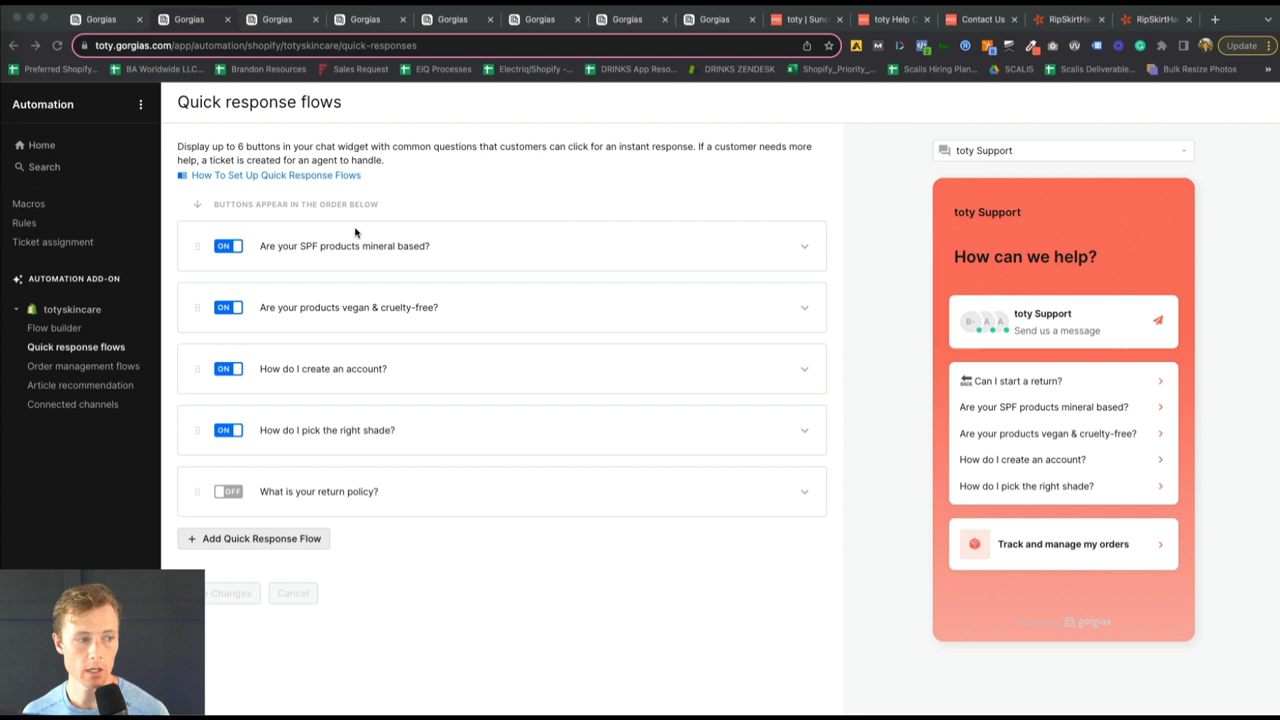 Gorgias
Gorgias
Gorgias
Gorgias
Gorgias
Gorgias
Gorgias
Gorgias
toty | Sun
toty Help C
Contact Us
RipSkirtHa
RipSkirtHa
toty.gorgias.com/app/automation/shopify/totyskincare/quick-responses
Update
Preferred Shopify...
BA Worldwide LLC...
Brandon Resources
Sales Request
EIQ Processes
Electriq/Shopify -...
DRINKS App Reso...
DRINKS ZENDESK
Shopify_Priority_...
Scalis Hiring Plan...
SCALIS
Scalis Deliverable...
Bulk Resize Photos
Automation
Home
Search
Macros
Rules
Ticket assignment
AUTOMATION ADD-ON
totyskincare
Flow builder
Quick response flows
Order management flows
Article recommendation
Connected channels
Quick response flows
Display up to 6 buttons in your chat widget with common questions that customers can click for an instant response. If a customer needs more
help, a ticket is created for an agent to handle.
How To Set Up Quick Response Flows
BUTTONS APPEAR IN THE ORDER BELOW
ON Are your SPF products mineral based?
ON Are your products vegan & cruelty-free?
ON How do I create an account?
ON How do I pick the right shade?
OFF What is your return policy?
+ Add Quick Response Flow
Changes
Cancel
toty Support
toty Support
How can we help?
B- A A
toty Support
Send us a message
BACK Can I start a return?
Are your SPF products mineral based?
Are your products vegan & cruelty-free?
How do I create an account?
How do I pick the right shade?
Track and manage my orders
gorgias